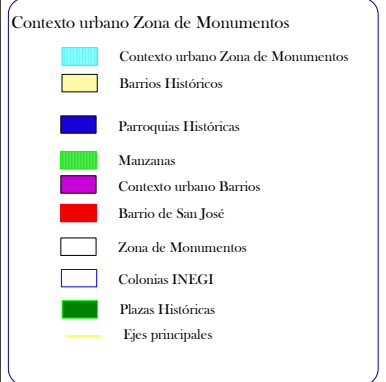 Contexto urbano Zona de Monumentos
Contexto urbano Zona de Monumentos
Barrios Históricos
Parroquias Históricas
Manzanas
Contexto urbano Barrios
Barrio de San José
Zona de Monumentos
Colonias INEGI
Plazas Históricas
Ejes principales